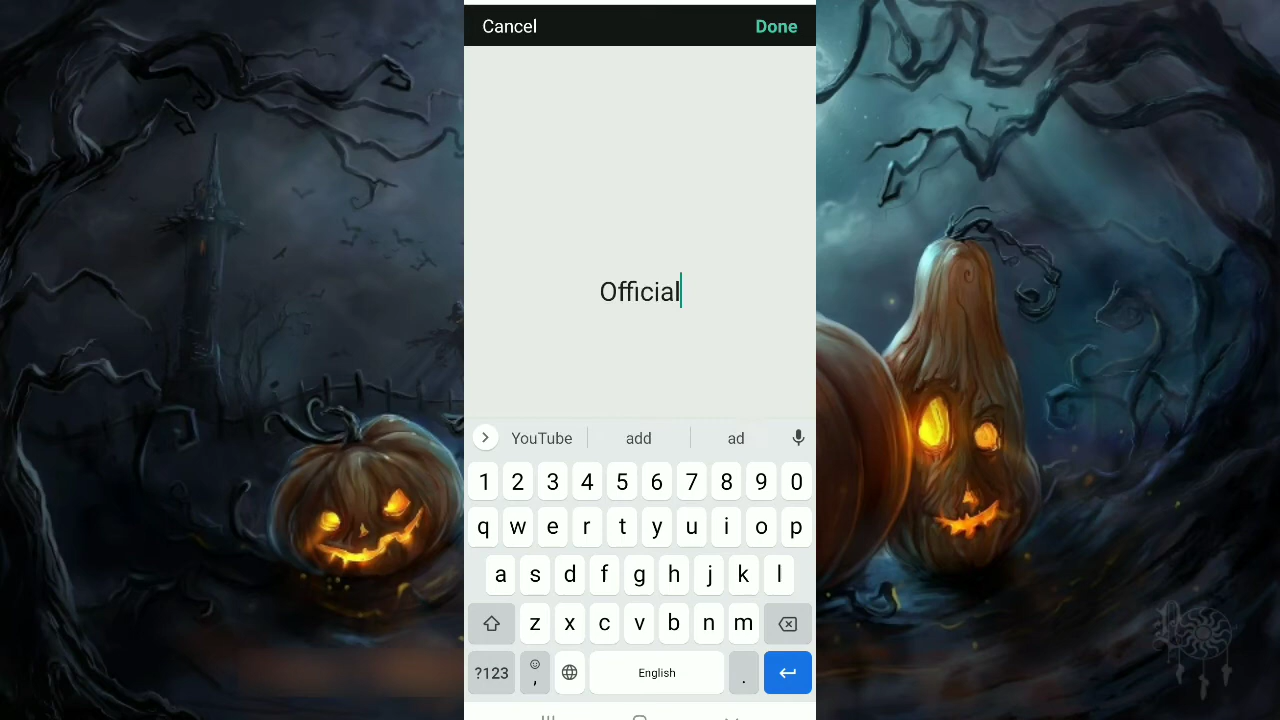 Cancel Done
Official
YouTube add ad
1 2 3 4 5 6 7 8 9 0
q w e r t y u i o p
a s d f g h j k l
z x c v b n m
?123 , English .